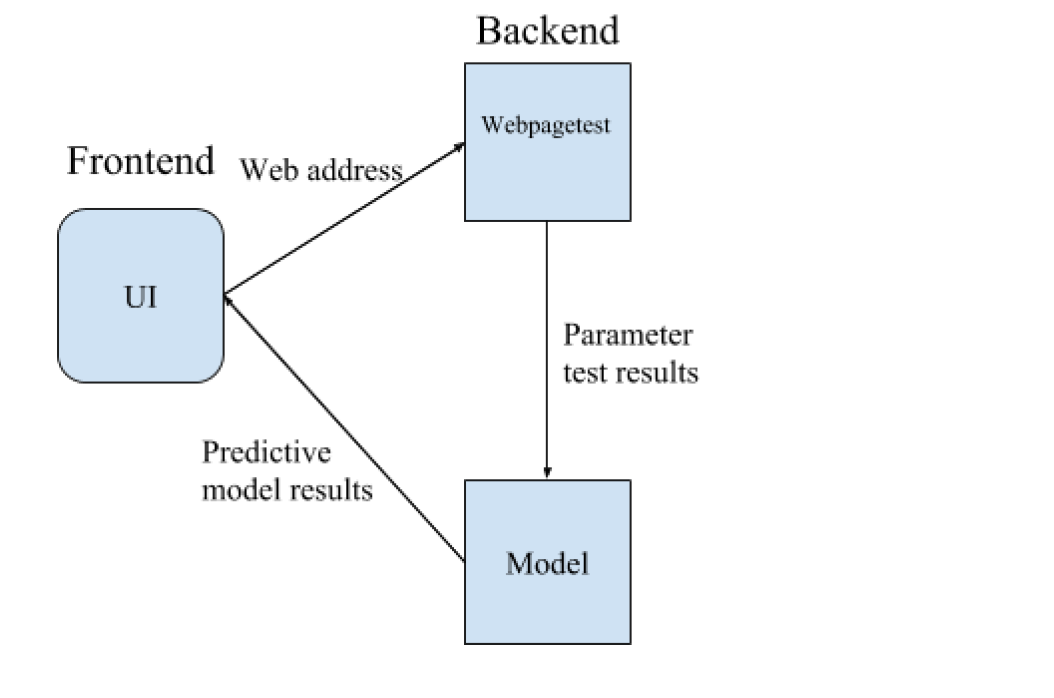 Backend
Webpagetest
Frontend
Web address
UI
Parameter
test results
Predictive
model results
Model